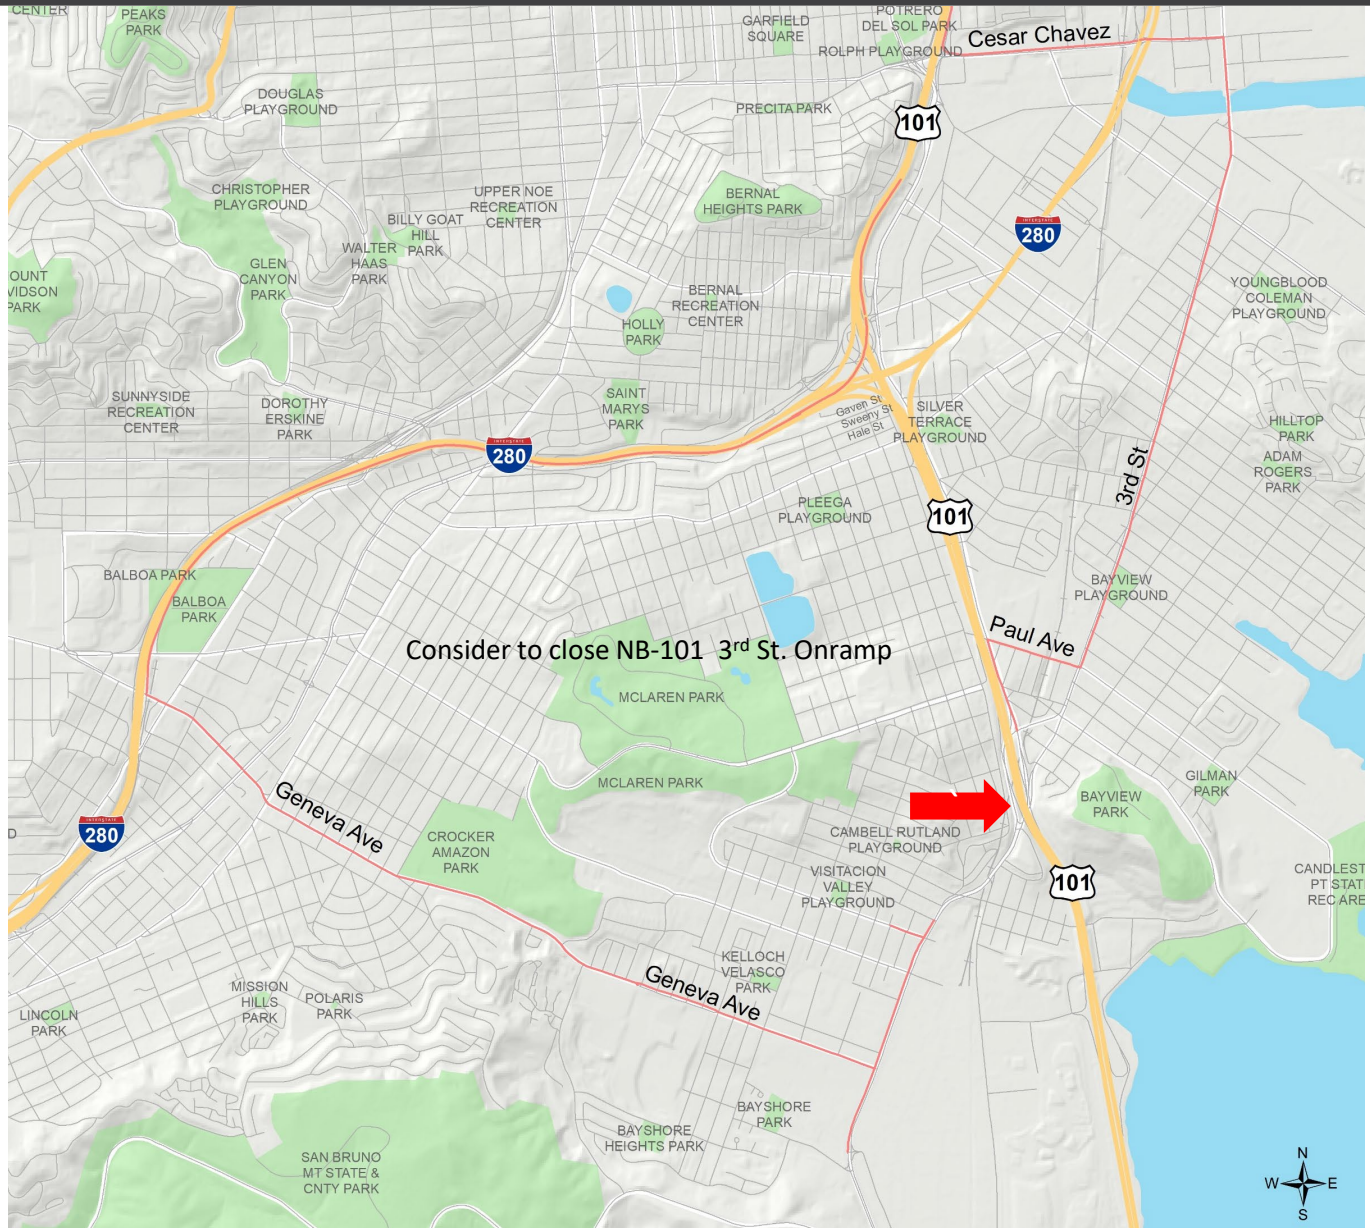 CENTER
PEAKS
PARK
GARFIELD
SQUARE
POTRERO
DEL SOL PARK
ROLPH PLAYGROUND
Cesar Chavez
DOUGLAS
PLAYGROUND
PRECITA PARK
101
CHRISTOPHER
PLAYGROUND
UPPER NOE
RECREATION
CENTER
BILLY GOAT
HILL
PARK
WALTER
HAAS
PARK
BERNAL
HEIGHTS PARK
INTERSTATE
280
GLEN
CANYON
PARK
OUNT
VIDSON
PARK
BERNAL
RECREATION
CENTER
HOLLY
PARK
YOUNGBLOOD
COLEMAN
PLAYGROUND
SUNNYSIDE
RECREATION
CENTER
DOROTHY
ERSKINE
PARK
SAINT
MARYS
PARK
Gaven St
Sweeny St
Hale St
SILVER
TERRACE
PLAYGROUND
HILLTOP
PARK
ADAM
ROGERS
PARK
INTERSTATE
280
3rd St
PLEEGA
PLAYGROUND
101
BALBOA PARK
BALBOA
PARK
BAYVIEW
PLAYGROUND
Paul Ave
Consider to close NB-101 3rd St. Onramp
MCLAREN PARK
MCLAREN PARK
GILMAN
PARK
BAYVIEW
PARK
Geneva Ave
INTERSTATE
280
D
CROCKER
AMAZON
PARK
CAMBELL RUTLAND
PLAYGROUND
VISITACION
VALLEY
PLAYGROUND
101
CANDLEST
PT STAT
REC ARE
KELLOCH
VELASCO
PARK
Geneva Ave
MISSION
HILLS
PARK
POLARIS
PARK
LINCOLN
PARK
BAYSHORE
PARK
BAYSHORE
HEIGHTS PARK
SAN BRUNO
MT STATE &
CNTY PARK
N
W E
S